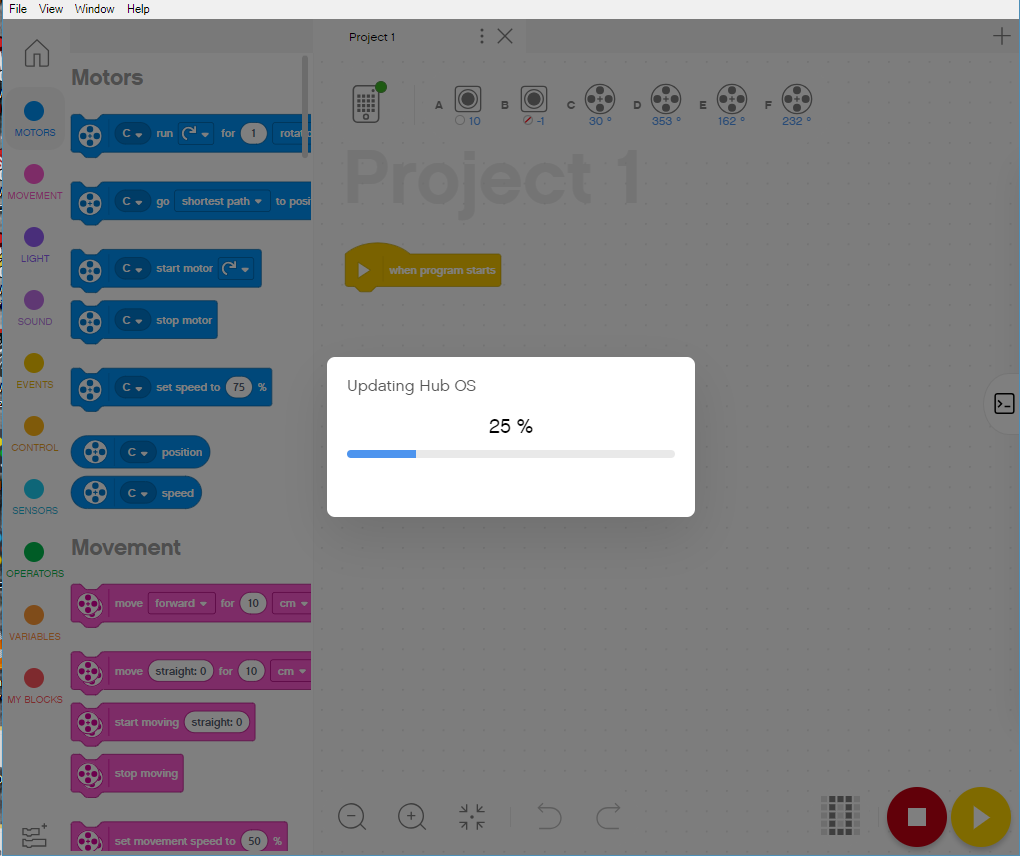 File View Window Help
Project 1
Motors
A B C D E F
10 -1 30 ° 353 ° 162 ° 232 °
MOTORS
C run for 1 rotat
Project 1
MOVEMENT
C go shortest path to posi
LIGHT
C start motor
when program starts
SOUND
C stop motor
EVENTS
C set speed to 75 %
Updating Hub OS
25 %
CONTROL
C position
SENSORS
C speed
Movement
OPERATORS
move forward for 10 cm
VARIABLES
move straight: 0 for 10 cm
MY BLOCKS
start moving straight: 0
stop moving
set movement speed to 50 %